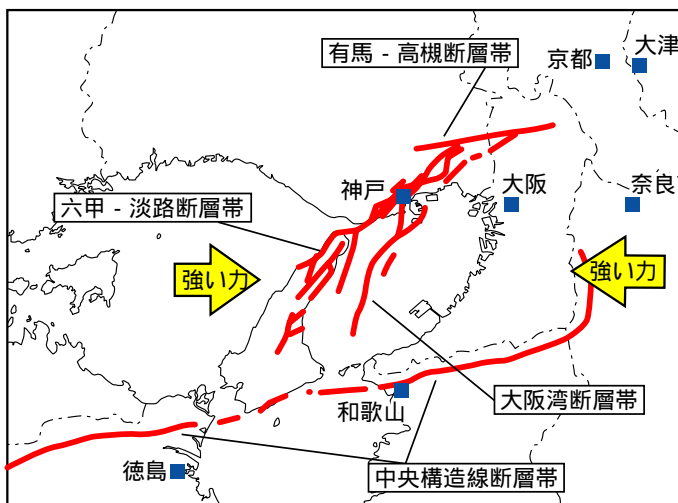 有馬 - 高槻断層帯
京都
大津
神戸
大阪
奈良
六甲 - 淡路断層帯
強い力
強い力
大阪湾断層帯
和歌山
徳島
中央構造線断層帯